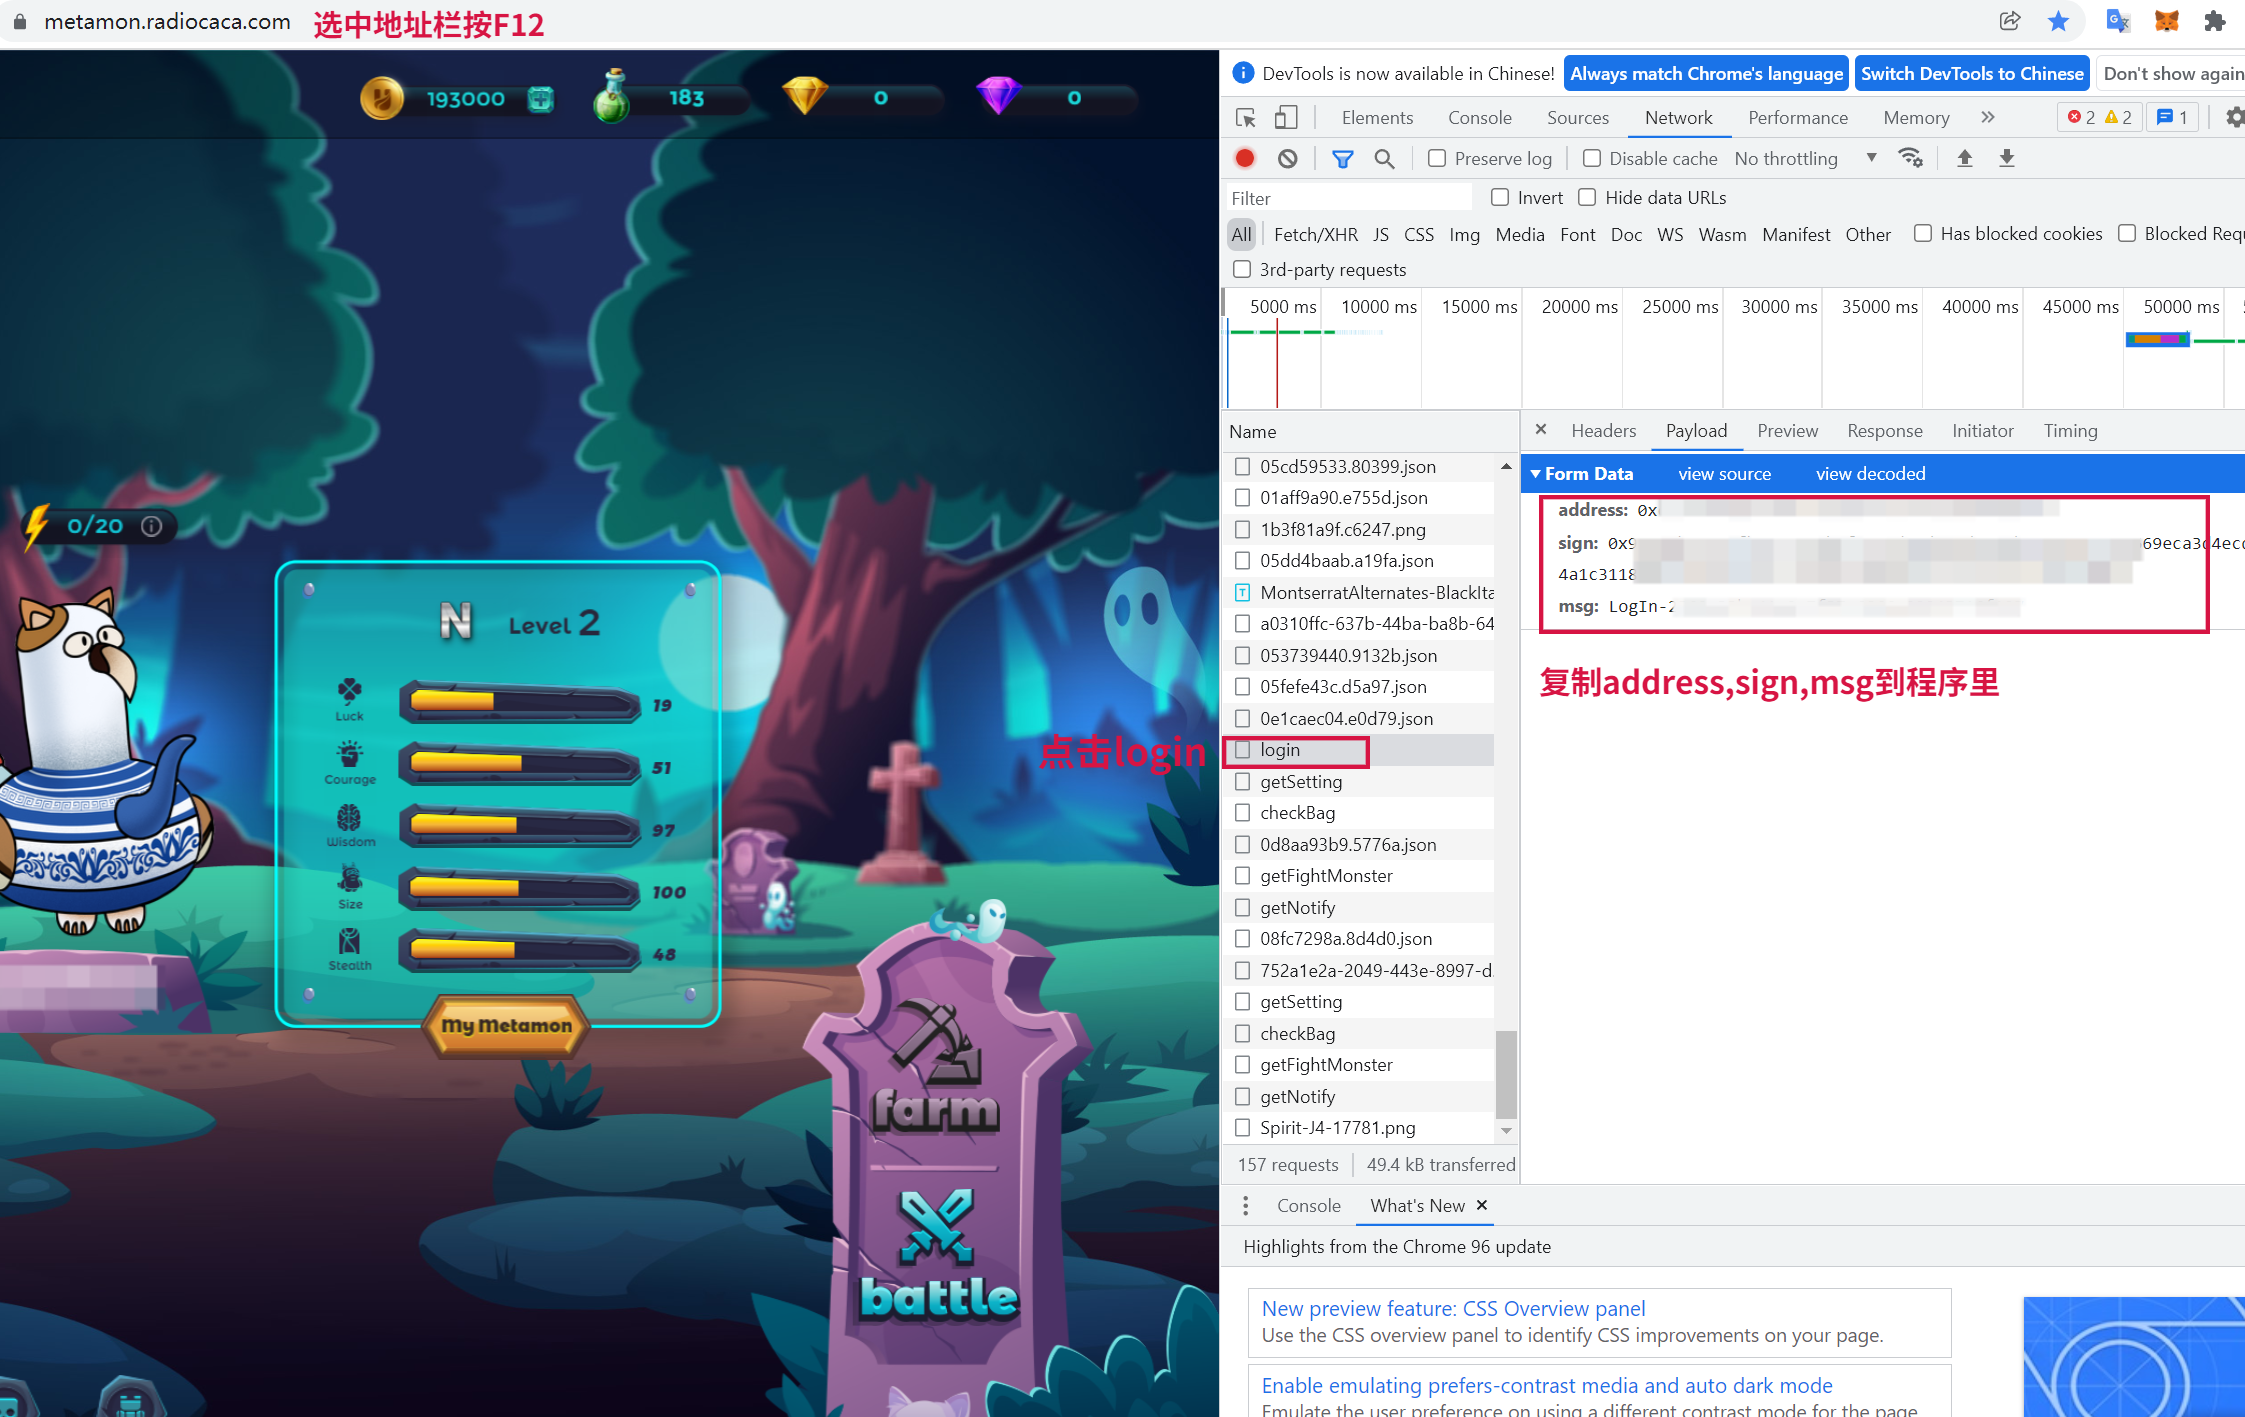 metamon.radiocaca.com 选中地址栏按F12
193000 183 0 0
0/20
N Level 2
Luck 19
Courage 51
Wisdom 97
Size 100
Stealth 48
My Metamon
farm
battle
点击login
DevTools is now available in Chinese! Always match Chrome's language Switch DevTools to Chinese Don't show again
Elements Console Sources Network Performance Memory » 2 2 1
Preserve log Disable cache No throttling
Filter Invert Hide data URLs
All Fetch/XHR JS CSS Img Media Font Doc WS Wasm Manifest Other Has blocked cookies Blocked Requ
3rd-party requests
5000 ms 10000 ms 15000 ms 20000 ms 25000 ms 30000 ms 35000 ms 40000 ms 45000 ms 50000 ms
Name
05cd59533.80399.json
01aff9a90.e755d.json
1b3f81a9f.c6247.png
05dd4baab.a19fa.json
MontserratAlternates-BlackIta
a0310ffc-637b-44ba-ba8b-64
053739440.9132b.json
05fefe43c.d5a97.json
0e1caec04.e0d79.json
login
getSetting
checkBag
0d8aa93b9.5776a.json
getFightMonster
getNotify
08fc7298a.8d4d0.json
752a1e2a-2049-443e-8997-d.
getSetting
checkBag
getFightMonster
getNotify
Spirit-J4-17781.png
157 requests 49.4 kB transferred
× Headers Payload Preview Response Initiator Timing
Form Data view source view decoded
address: 0x
sign: 0x9 69eca3d4ecc
4a1c3118
msg: LogIn-2
复制address,sign,msg到程序里
Console What's New ×
Highlights from the Chrome 96 update
New preview feature: CSS Overview panel
Use the CSS overview panel to identify CSS improvements on your page.
Enable emulating prefers-contrast media and auto dark mode
Emulate the user preference on using a different contrast mode for the page